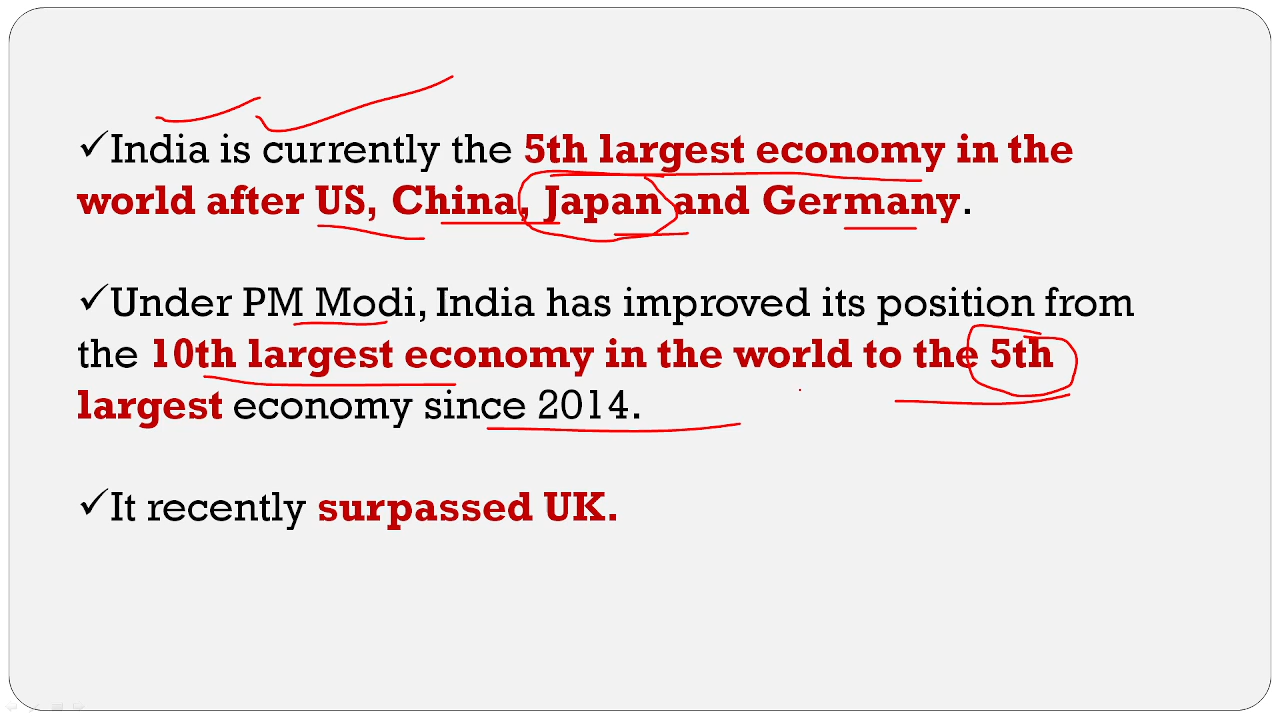 ✓India is currently the 5th largest economy in the
world after US, China, Japan and Germany.
✓Under PM Modi, India has improved its position from
the 10th largest economy in the world to the 5th
largest economy since 2014.
✓It recently surpassed UK.